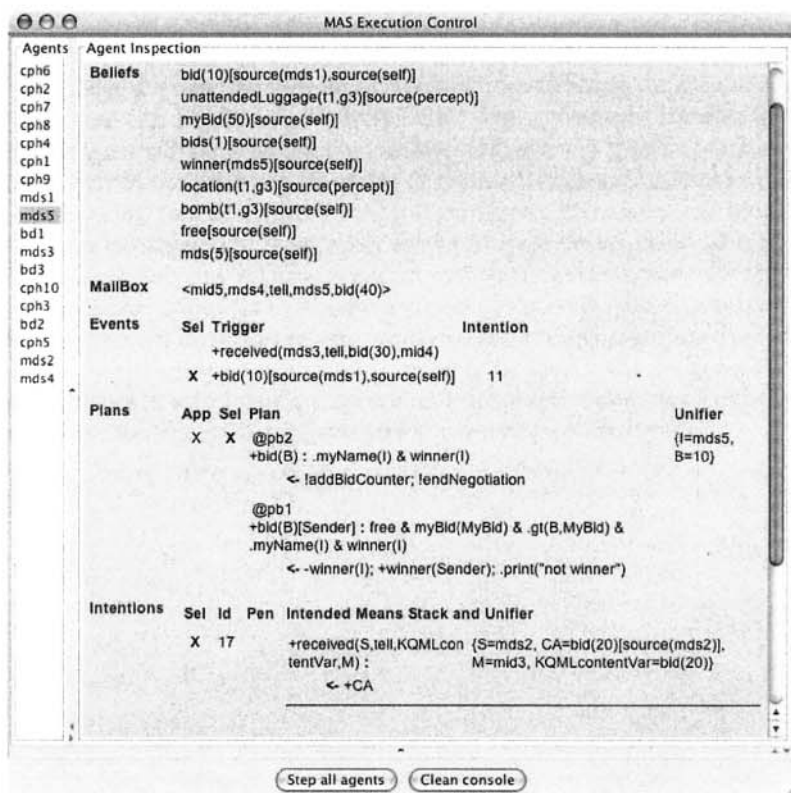 MAS Execution Control
Agents
cph6
cph2
cph7
cph8
cph4
cph1
cph9
mds1
mds5
bd1
mds3
bd3
cph10
cph3
bd2
cph5
mds2
mds4
Agent Inspection
Beliefs
bid(10)[source(mds1),source(self)]
unattendedLuggage(t1,g3)[source(percept)]
myBid(50)[source(self)]
bids(1)[source(self)]
winner(mds5)[source(self)]
location(t1,g3)[source(percept)]
bomb(t1,g3)[source(self)]
free[source(self)]
mds(5)[source(self)]
MailBox <mid5,mds4,tell,mds5,bid(40)>
Events Sel Trigger Intention
+received(mds3,tell,bid(30),mid4)
X +bid(10)[source(mds1),source(self)] 11
Plans App Sel Plan Unifier
X X @pb2 {I=mds5,
+bid(B) : .myName(I) & winner(I) B=10}
<- !addBidCounter; !endNegotiation
@pb1
+bid(B)[Sender] : free & myBid(MyBid) & .gt(B,MyBid) &
.myName(I) & winner(I)
<- -winner(I); +winner(Sender); .print("not winner")
Intentions Sel Id Pen Intended Means Stack and Unifier
X 17 +received(S,tell,KQMLcon {S=mds2, CA=bid(20)[source(mds2)],
tentVar,M) : M=mid3, KQMLcontentVar=bid(20)}
<- +CA
Step all agents Clean console